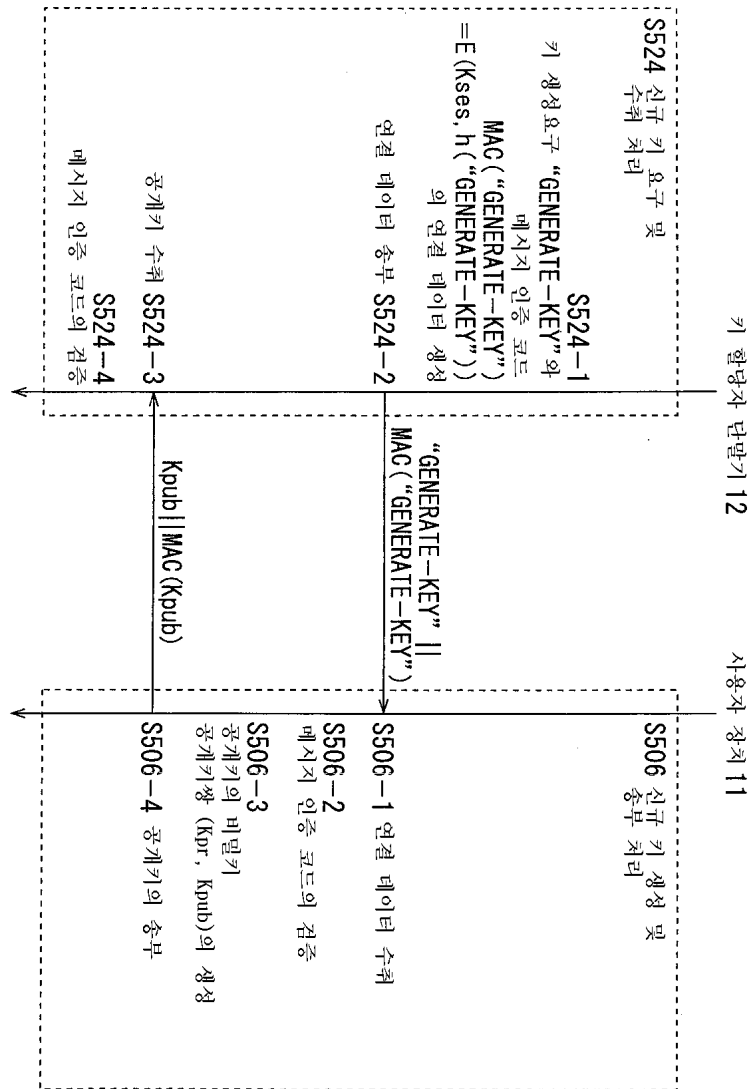 키 할당자 단말기 12
사용자 장치 11
S524 신규 키 요구 및
수취 처리
S524-1
키 생성요구 “GENERATE-KEY”와
메시지 인증 코드
MAC(“GENERATE-KEY”)
=E(Kses, h(“GENERATE-KEY”))
의 연결 데이터 생성
연결 데이터 송부 S524-2
공개키 수취 S524-3
S524-4
메시지 인증 코드의 검증
“GENERATE-KEY” ||
MAC(“GENERATE-KEY”)
Kpub||MAC(Kpub)
S506 신규 키 생성 및
송부 처리
S506-1 연결 데이터 수취
S506-2
메시지 인증 코드의 검증
S506-3
공개키의 비밀키
공개키쌍 (Kpr, Kpub)의 생성
S506-4 공개키의 송부